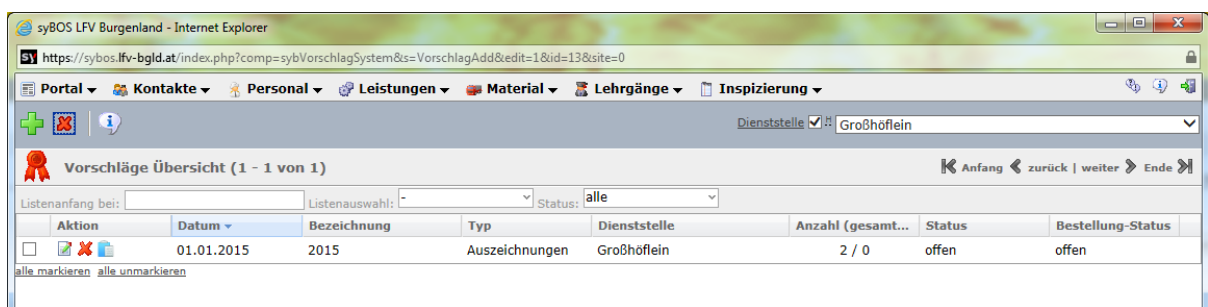 syBOS LFV Burgenland - Internet Explorer
sy https://sybos.lfv-bgld.at/index.php?comp=sybVorschlagSystem&s=VorschlagAdd&edit=1&id=13&site=0
Portal Kontakte Personal Leistungen Material Lehrgänge Inspizierung
Dienststelle Großhöflein
Vorschläge Übersicht (1 - 1 von 1) Anfang zurück | weiter Ende
Listenanfang bei: Listenauswahl: - Status: alle
Aktion Datum Bezeichnung Typ Dienststelle Anzahl (gesamt... Status Bestellung-Status
01.01.2015 2015 Auszeichnungen Großhöflein 2 / 0 offen offen
alle markieren alle unmarkieren